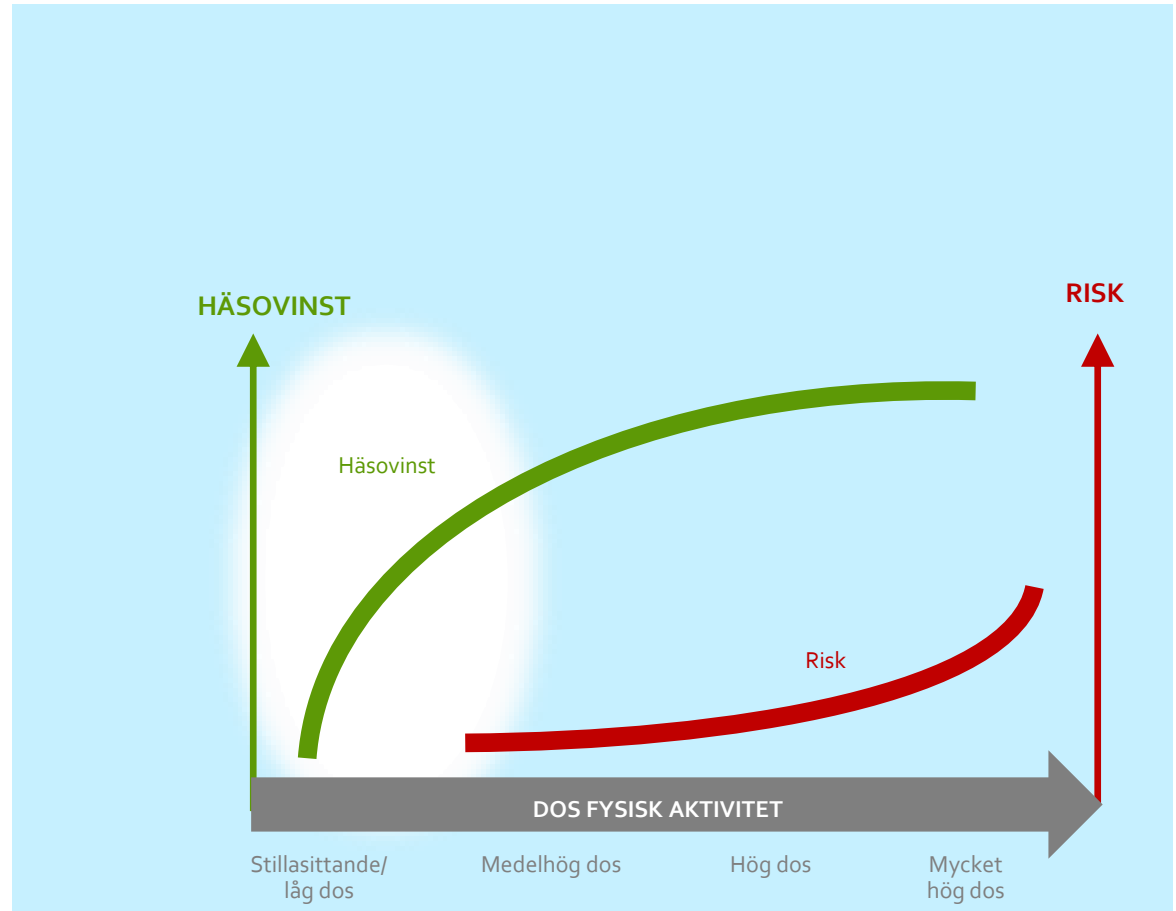 HÄSOVINST
RISK
Häsovinst
Risk
DOS FYSISK AKTIVITET
Stillasittande/
låg dos
Medelhög dos
Hög dos
Mycket
hög dos